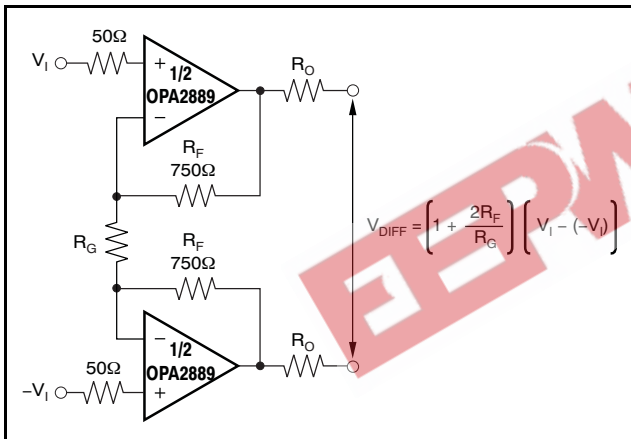 50Ω
V_I
+
1/2
OPA2889
−
R_O
R_F
750Ω
R_G
V_DIFF = (1 + 2R_F/R_G) (V_I − (−V_I))
R_F
750Ω
−
1/2
OPA2889
+
R_O
50Ω
−V_I
EEPW